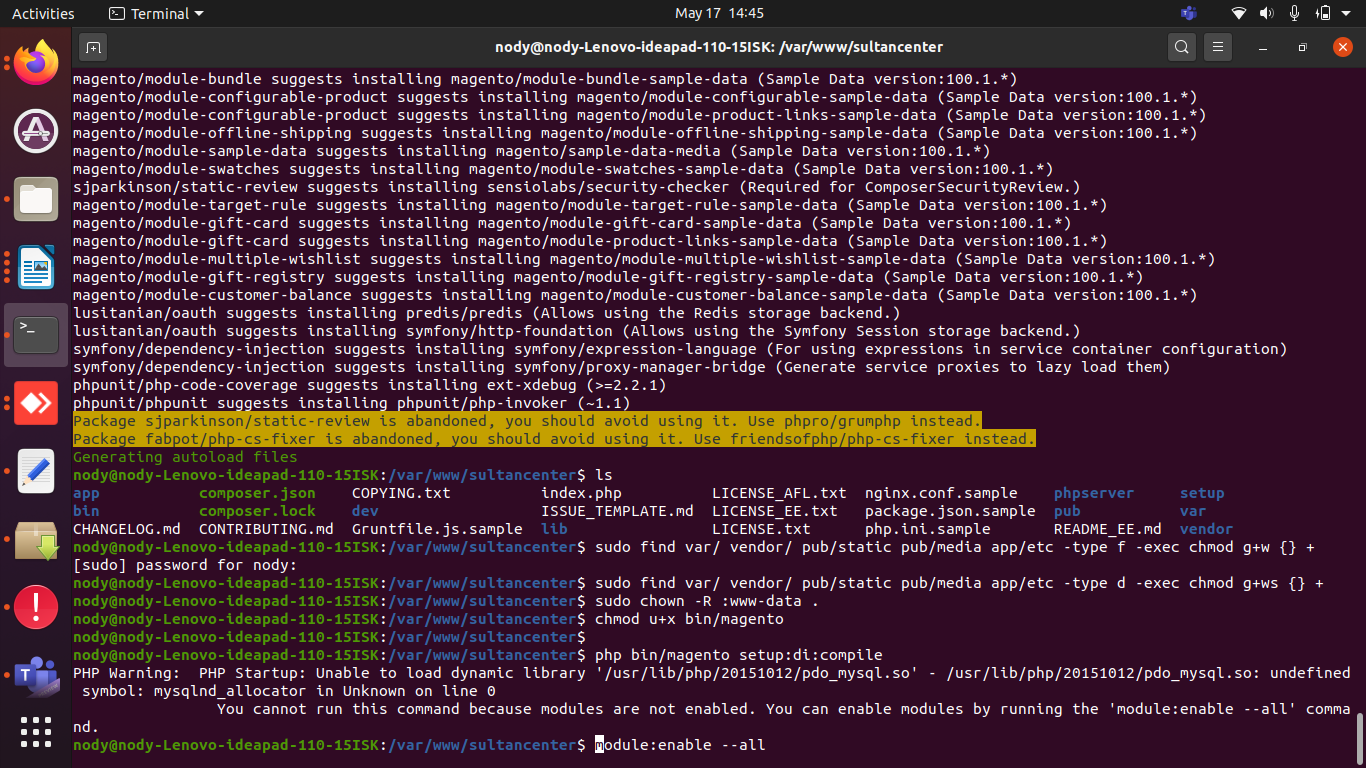 Activities
Terminal
May 17 14:45
nody@nody-Lenovo-ideapad-110-15ISK: /var/www/sultancenter
magento/module-bundle suggests installing magento/module-bundle-sample-data (Sample Data version:100.1.*)
magento/module-configurable-product suggests installing magento/module-configurable-sample-data (Sample Data version:100.1.*)
magento/module-configurable-product suggests installing magento/module-product-links-sample-data (Sample Data version:100.1.*)
magento/module-offline-shipping suggests installing magento/module-offline-shipping-sample-data (Sample Data version:100.1.*)
magento/module-sample-data suggests installing magento/sample-data-media (Sample Data version:100.1.*)
magento/module-swatches suggests installing magento/module-swatches-sample-data (Sample Data version:100.1.*)
sjparkinson/static-review suggests installing sensiolabs/security-checker (Required for ComposerSecurityReview.)
magento/module-target-rule suggests installing magento/module-target-rule-sample-data (Sample Data version:100.1.*)
magento/module-gift-card suggests installing magento/module-gift-card-sample-data (Sample Data version:100.1.*)
magento/module-gift-card suggests installing magento/module-product-links-sample-data (Sample Data version:100.1.*)
magento/module-multiple-wishlist suggests installing magento/module-multiple-wishlist-sample-data (Sample Data version:100.1.*)
magento/module-gift-registry suggests installing magento/module-gift-registry-sample-data (Sample Data version:100.1.*)
magento/module-customer-balance suggests installing magento/module-customer-balance-sample-data (Sample Data version:100.1.*)
lusitanian/oauth suggests installing predis/predis (Allows using the Redis storage backend.)
lusitanian/oauth suggests installing symfony/http-foundation (Allows using the Symfony Session storage backend.)
symfony/dependency-injection suggests installing symfony/expression-language (For using expressions in service container configuration)
symfony/dependency-injection suggests installing symfony/proxy-manager-bridge (Generate service proxies to lazy load them)
phpunit/php-code-coverage suggests installing ext-xdebug (>=2.2.1)
phpunit/phpunit suggests installing phpunit/php-invoker (~1.1)
Package sjparkinson/static-review is abandoned, you should avoid using it. Use phpro/grumphp instead.
Package fabpot/php-cs-fixer is abandoned, you should avoid using it. Use friendsofphp/php-cs-fixer instead.
Generating autoload files
nody@nody-Lenovo-ideapad-110-15ISK:/var/www/sultancenter$ ls
app composer.json COPYING.txt index.php LICENSE_AFL.txt nginx.conf.sample phpserver setup
bin composer.lock dev ISSUE_TEMPLATE.md LICENSE_EE.txt package.json.sample pub var
CHANGELOG.md CONTRIBUTING.md Gruntfile.js.sample lib LICENSE.txt php.ini.sample README_EE.md vendor
nody@nody-Lenovo-ideapad-110-15ISK:/var/www/sultancenter$ sudo find var/ vendor/ pub/static pub/media app/etc -type f -exec chmod g+w {} +
[sudo] password for nody:
nody@nody-Lenovo-ideapad-110-15ISK:/var/www/sultancenter$ sudo find var/ vendor/ pub/static pub/media app/etc -type d -exec chmod g+ws {} +
nody@nody-Lenovo-ideapad-110-15ISK:/var/www/sultancenter$ sudo chown -R :www-data .
nody@nody-Lenovo-ideapad-110-15ISK:/var/www/sultancenter$ chmod u+x bin/magento
nody@nody-Lenovo-ideapad-110-15ISK:/var/www/sultancenter$
nody@nody-Lenovo-ideapad-110-15ISK:/var/www/sultancenter$ php bin/magento setup:di:compile
PHP Warning:  PHP Startup: Unable to load dynamic library '/usr/lib/php/20151012/pdo_mysql.so' - /usr/lib/php/20151012/pdo_mysql.so: undefined
symbol: mysqlnd_allocator in Unknown on line 0
You cannot run this command because modules are not enabled. You can enable modules by running the 'module:enable --all' comma
nd.
nody@nody-Lenovo-ideapad-110-15ISK:/var/www/sultancenter$ module:enable --all